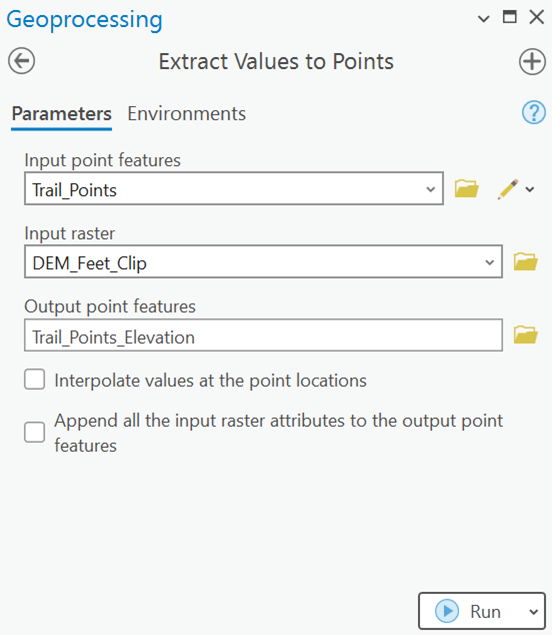 Geoprocessing
Extract Values to Points
Parameters Environments
?
Input point features
Trail_Points
Input raster
DEM_Feet_Clip
Output point features
Trail_Points_Elevation
Interpolate values at the point locations
Append all the input raster attributes to the output point
features
Run